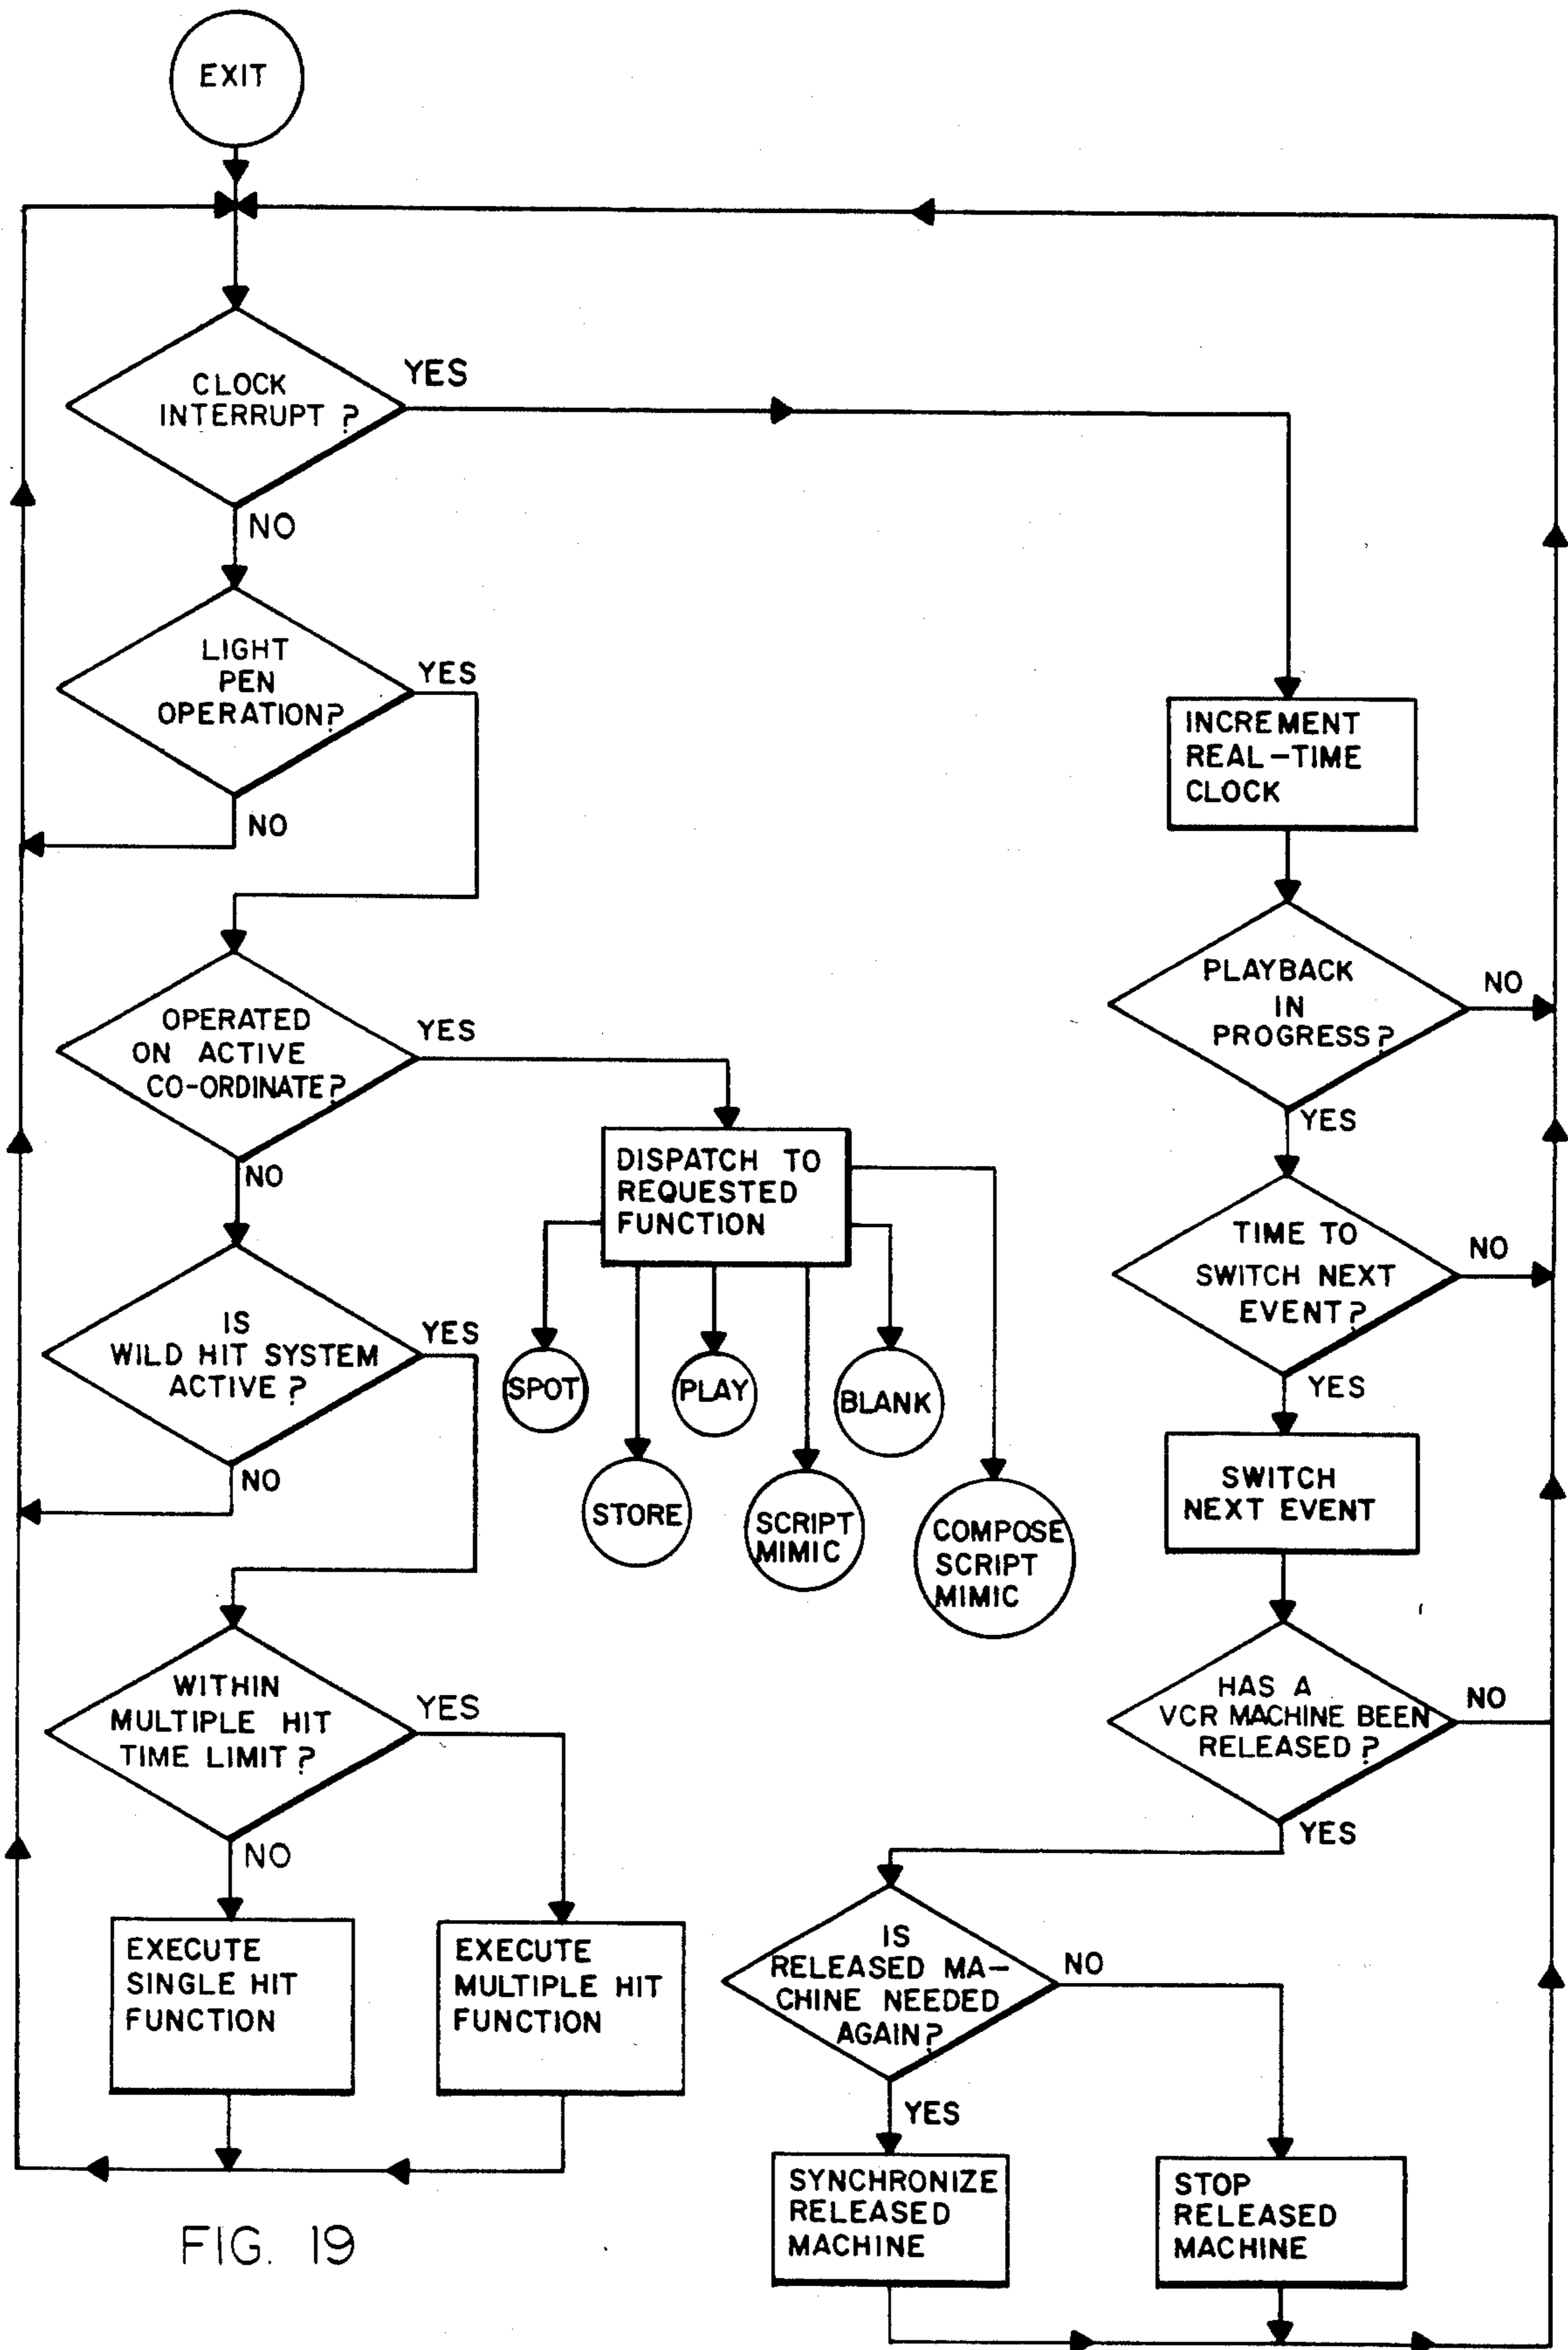 EXIT
CLOCK
INTERRUPT ?
YES
NO
LIGHT
PEN
OPERATION?
YES
NO
OPERATED
ON ACTIVE
CO-ORDINATE?
YES
NO
IS
WILD HIT SYSTEM
ACTIVE ?
YES
NO
WITHIN
MULTIPLE HIT
TIME LIMIT ?
YES
NO
EXECUTE
SINGLE HIT
FUNCTION
EXECUTE
MULTIPLE HIT
FUNCTION
DISPATCH TO
REQUESTED
FUNCTION
SPOT
STORE
PLAY
SCRIPT
MIMIC
BLANK
COMPOSE
SCRIPT
MIMIC
INCREMENT
REAL-TIME
CLOCK
PLAYBACK
IN
PROGRESS?
NO
YES
TIME TO
SWITCH NEXT
EVENT?
NO
YES
SWITCH
NEXT EVENT
HAS A
VCR MACHINE BEEN
RELEASED ?
NO
YES
IS
RELEASED MA-
CHINE NEEDED
AGAIN?
NO
YES
SYNCHRONIZE
RELEASED
MACHINE
STOP
RELEASED
MACHINE
FIG. 19